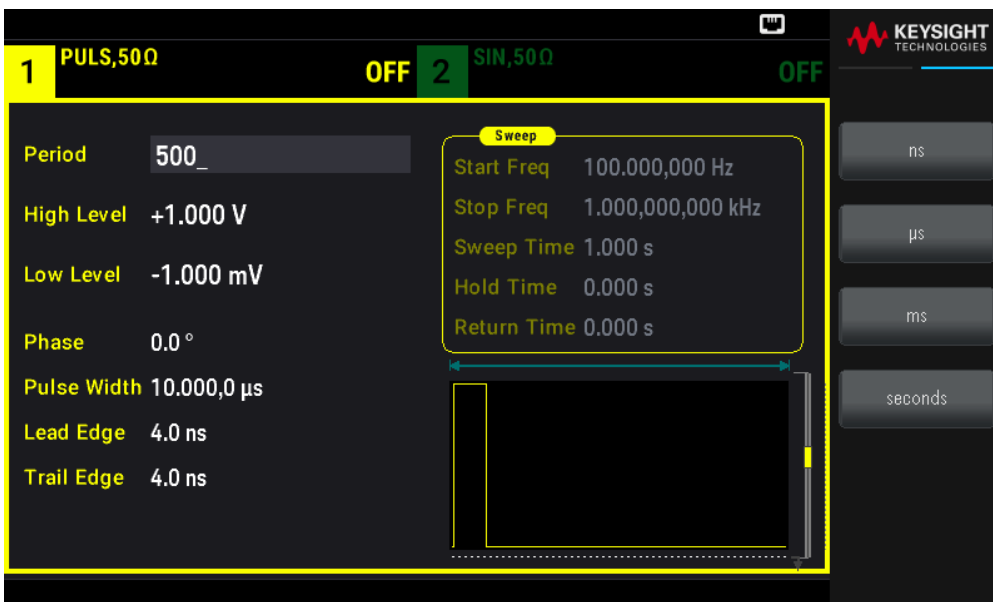 KEYSIGHT
TECHNOLOGIES
1 PULS,50Ω OFF 2 SIN,50Ω OFF
Period 500_
High Level +1.000 V
Low Level -1.000 mV
Phase 0.0 °
Pulse Width 10.000,0 µs
Lead Edge 4.0 ns
Trail Edge 4.0 ns
Sweep
Start Freq 100.000,000 Hz
Stop Freq 1.000,000,000 kHz
Sweep Time 1.000 s
Hold Time 0.000 s
Return Time 0.000 s
ns
µs
ms
seconds